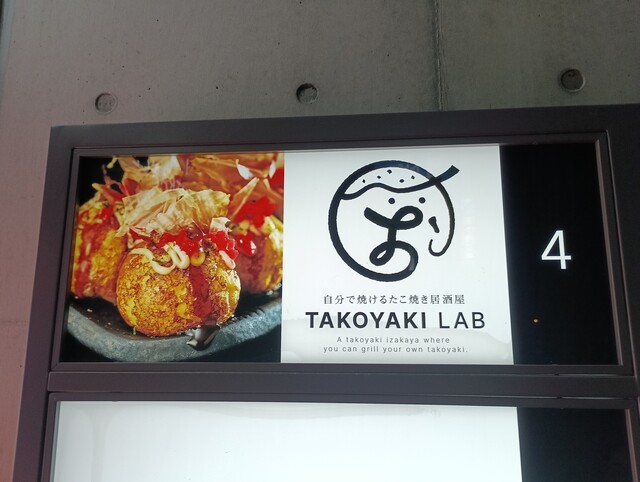 自分で焼けるたこ焼き居酒屋
TAKOYAKI LAB
A takoyaki izakaya where
you can grill your own takoyaki.
4